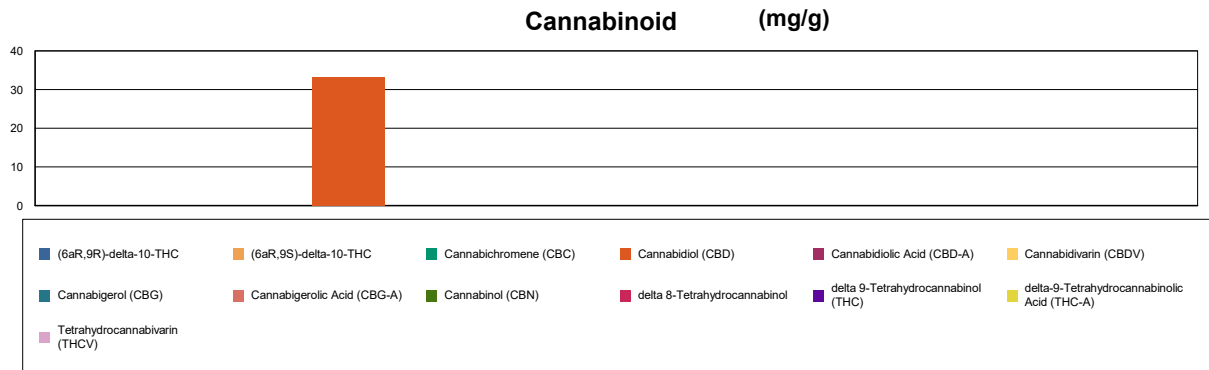 Cannabinoid (mg/g)
40
30
20
10
0
(6aR,9R)-delta-10-THC
(6aR,9S)-delta-10-THC
Cannabichromene (CBC)
Cannabidiol (CBD)
Cannabidiolic Acid (CBD-A)
Cannabidivarin (CBDV)
Cannabigerol (CBG)
Cannabigerolic Acid (CBG-A)
Cannabinol (CBN)
delta 8-Tetrahydrocannabinol
delta 9-Tetrahydrocannabinol
(THC)
delta-9-Tetrahydrocannabinolic
Acid (THC-A)
Tetrahydrocannabivarin
(THCV)